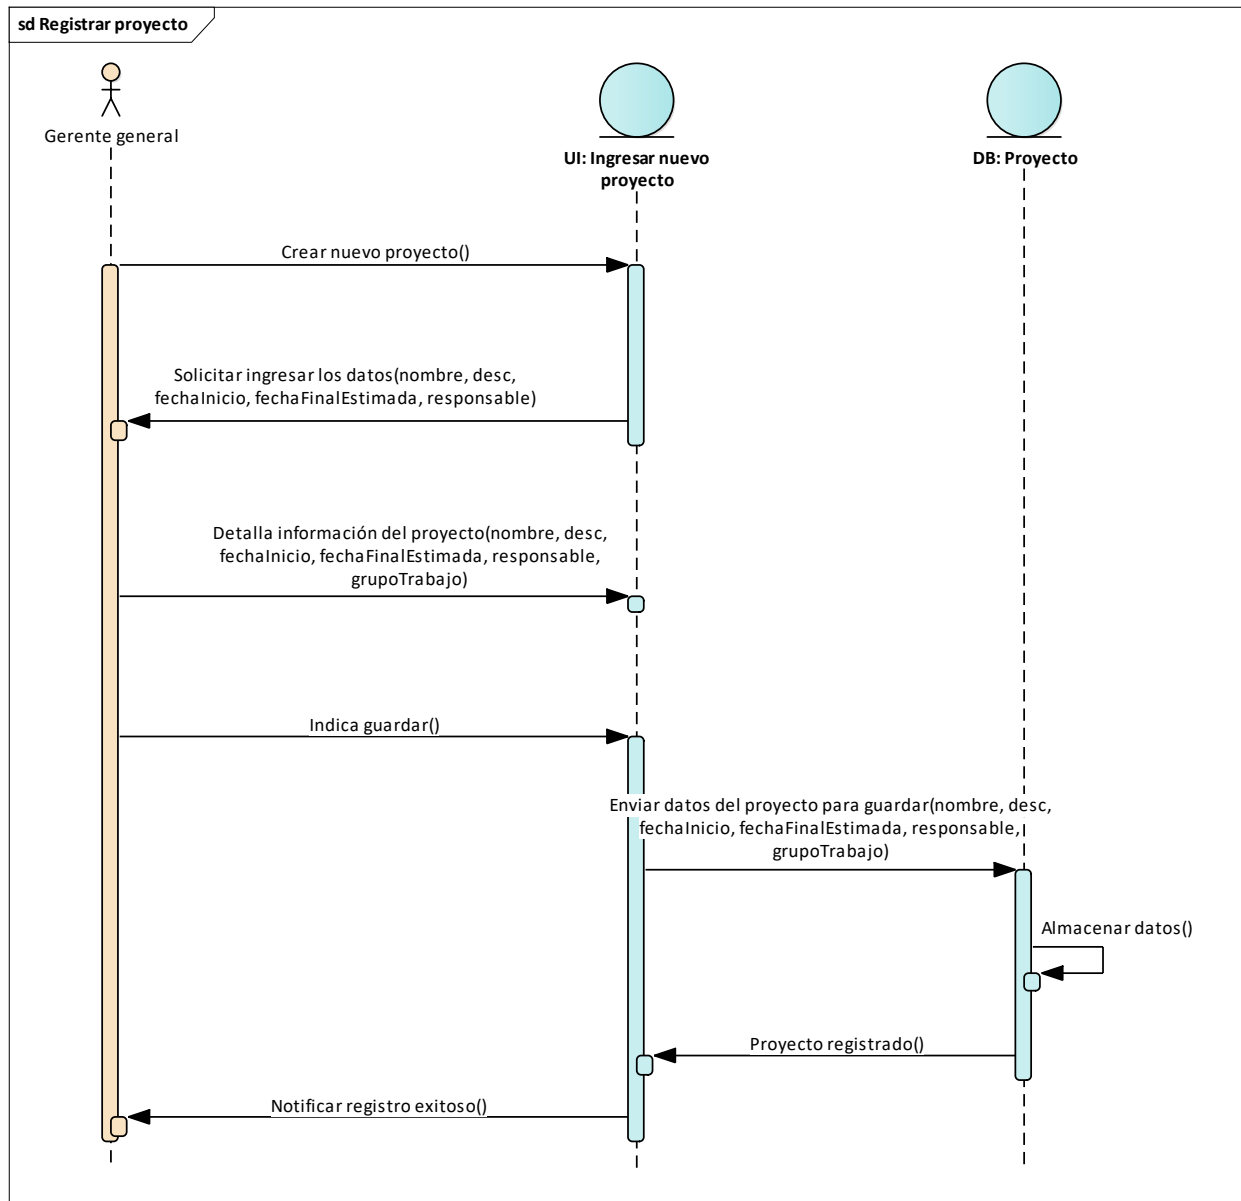 sd Registrar proyecto
Gerente general
UI: Ingresar nuevo
proyecto
DB: Proyecto
Crear nuevo proyecto()
Solicitar ingresar los datos(nombre, desc,
fechaInicio, fechaFinalEstimada, responsable)
Detalla información del proyecto(nombre, desc,
fechaInicio, fechaFinalEstimada, responsable,
grupoTrabajo)
Indica guardar()
Enviar datos del proyecto para guardar(nombre, desc,
fechaInicio, fechaFinalEstimada, responsable,
grupoTrabajo)
Almacenar datos()
Proyecto registrado()
Notificar registro exitoso()